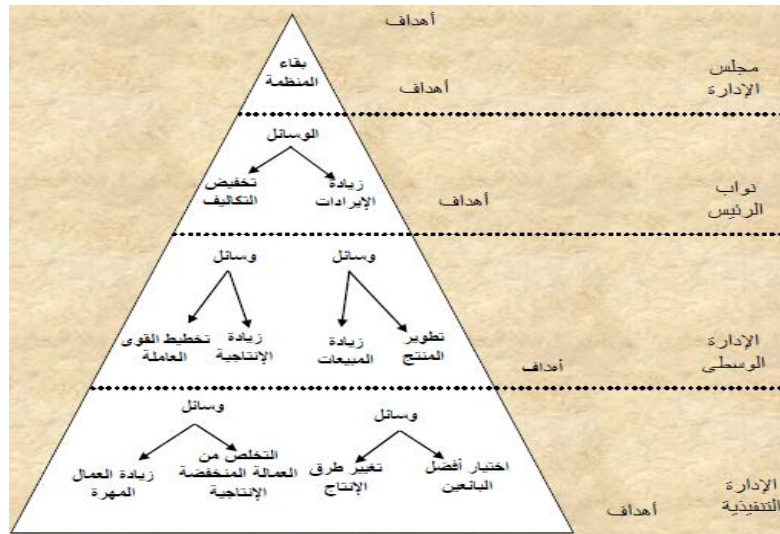 أهداف
بقاء
المنظمة
أهداف
مجلس
الإدارة
الوسائل
زيادة
الإيرادات
تخفيض
التكاليف
أهداف
نواب
الرئيس
وسائل
وسائل
تطوير
المنتج
زيادة
المبيعات
زيادة
الإنتاجية
تخطيط القوى
العاملة
أهداف
الإدارة
الوسطى
وسائل
وسائل
اختيار أفضل
البائعين
تغيير طرق
الإنتاج
التخلص من
العمالة المنخفضة
الإنتاجية
زيادة العمال
المهرة
أهداف
الإدارة
التنفيذية